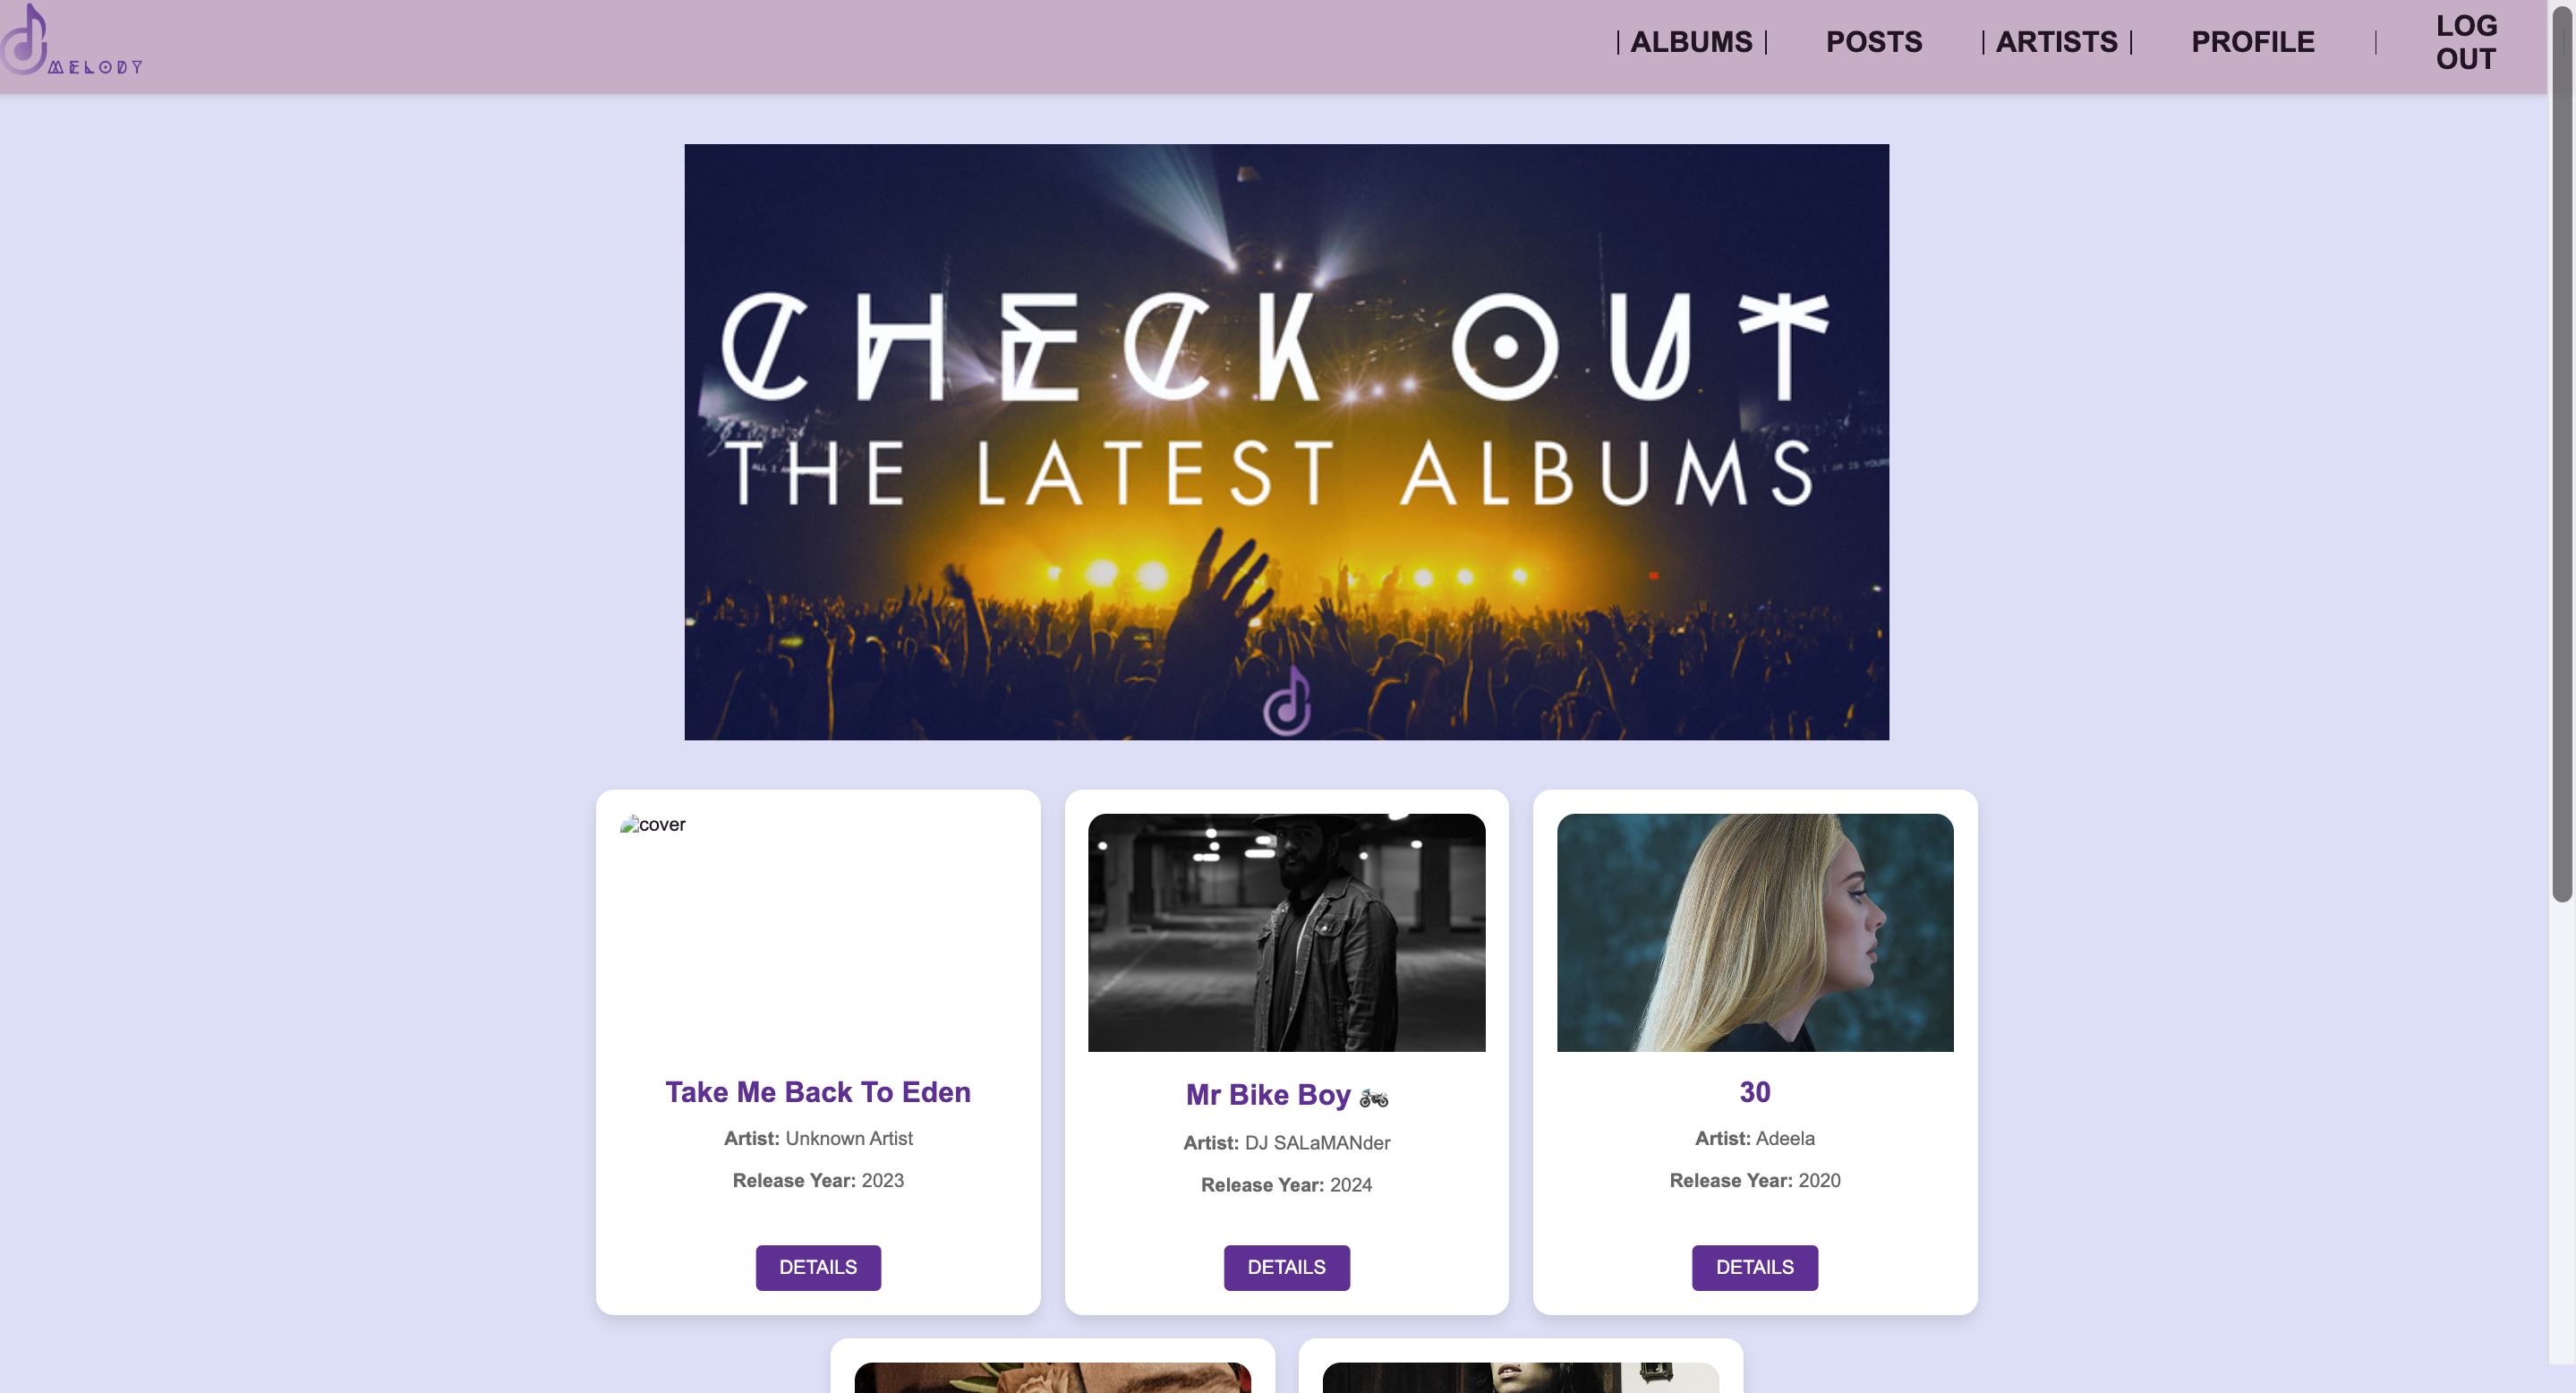 MELODY
| ALBUMS | POSTS | ARTISTS | PROFILE | LOG OUT
CHECK OUT
THE LATEST ALBUMS
cover
Take Me Back To Eden
Artist: Unknown Artist
Release Year: 2023
DETAILS
Mr Bike Boy 🏍️
Artist: DJ SALaMANder
Release Year: 2024
DETAILS
30
Artist: Adeela
Release Year: 2020
DETAILS